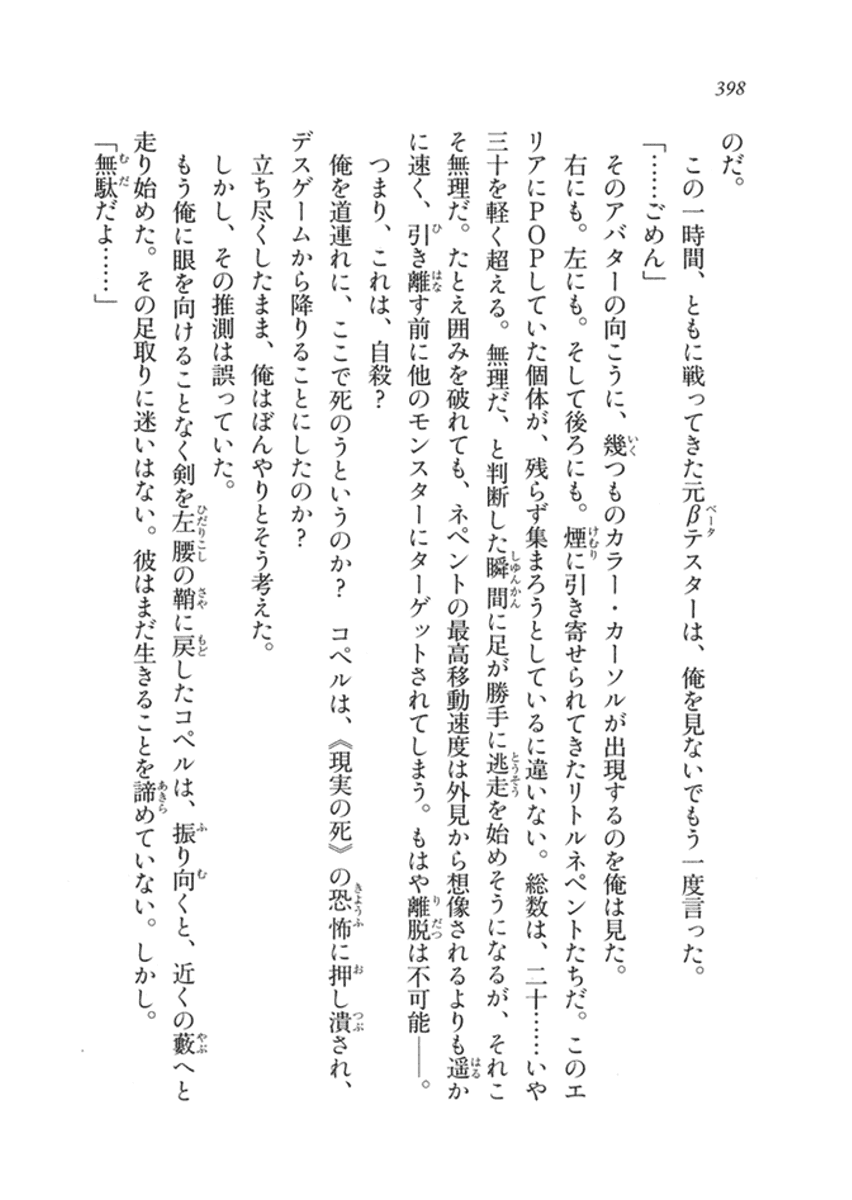 398
のだ。
この一時間、ともに戦ってきた元βテスターは、俺を見ないでもう一度言った。
「……ごめん」
そのアバターの向こうに、幾つものカラー・カーソルが出現するのを俺は見た。
右にも。左にも。そして後ろにも。煙に引き寄せられてきたリトルネペントたちだ。このエ
リアにPOPしていた個体が、残らず集まろうとしているに違いない。総数は、二十……いや
三十を軽く超える。無理だ、と判断した瞬間に足が勝手に逃走を始めそうになるが、それこ
そ無理だ。たとえ囲みを破れても、ネペントの最高移動速度は外見から想像されるよりも遥か
に速く、引き離す前に他のモンスターにターゲットされてしまう。もはや離脱は不可能――。
つまり、これは、自殺?
俺を道連れに、ここで死のうというのか? コペルは、《現実の死》の恐怖に押し潰され、
デスゲームから降りることにしたのか?
立ち尽くしたまま、俺はぼんやりとそう考えた。
しかし、その推測は誤っていた。
もう俺に眼を向けることなく剣を左腰の鞘に戻したコペルは、振り向くと、近くの藪へと
走り始めた。その足取りに迷いはない。彼はまだ生きることを諦めていない。しかし。
「無駄だよ……」